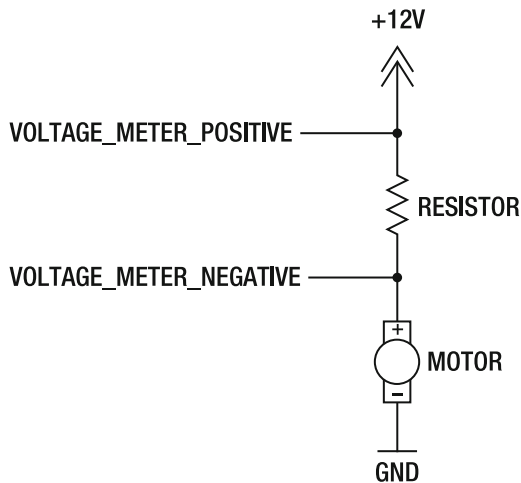 +12V
VOLTAGE_METER_POSITIVE
RESISTOR
VOLTAGE_METER_NEGATIVE
+
MOTOR
-
GND